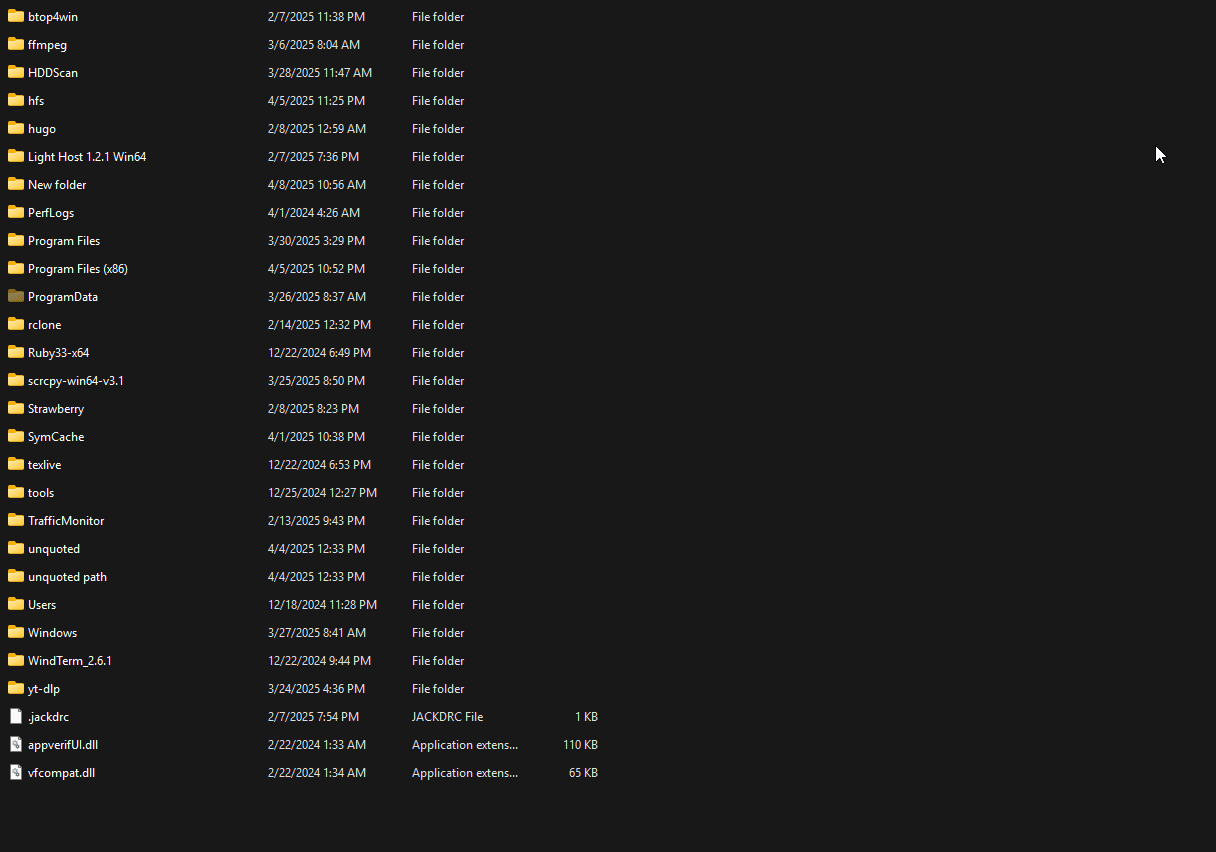 btop4win 2/7/2025 11:38 PM File folder
ffmpeg 3/6/2025 8:04 AM File folder
HDDScan 3/28/2025 11:47 AM File folder
hfs 4/5/2025 11:25 PM File folder
hugo 2/8/2025 12:59 AM File folder
Light Host 1.2.1 Win64 2/7/2025 7:36 PM File folder
New folder 4/8/2025 10:56 AM File folder
PerfLogs 4/1/2024 4:26 AM File folder
Program Files 3/30/2025 3:29 PM File folder
Program Files (x86) 4/5/2025 10:52 PM File folder
ProgramData 3/26/2025 8:37 AM File folder
rclone 2/14/2025 12:32 PM File folder
Ruby33-x64 12/22/2024 6:49 PM File folder
scrcpy-win64-v3.1 3/25/2025 8:50 PM File folder
Strawberry 2/8/2025 8:23 PM File folder
SymCache 4/1/2025 10:38 PM File folder
texlive 12/22/2024 6:53 PM File folder
tools 12/25/2024 12:27 PM File folder
TrafficMonitor 2/13/2025 9:43 PM File folder
unquoted 4/4/2025 12:33 PM File folder
unquoted path 4/4/2025 12:33 PM File folder
Users 12/18/2024 11:28 PM File folder
Windows 3/27/2025 8:41 AM File folder
WindTerm_2.6.1 12/22/2024 9:44 PM File folder
yt-dlp 3/24/2025 4:36 PM File folder
.jackdrc 2/7/2025 7:54 PM JACKDRC File 1 KB
appverifUI.dll 2/22/2024 1:33 AM Application extens... 110 KB
vfcompat.dll 2/22/2024 1:34 AM Application extens... 65 KB